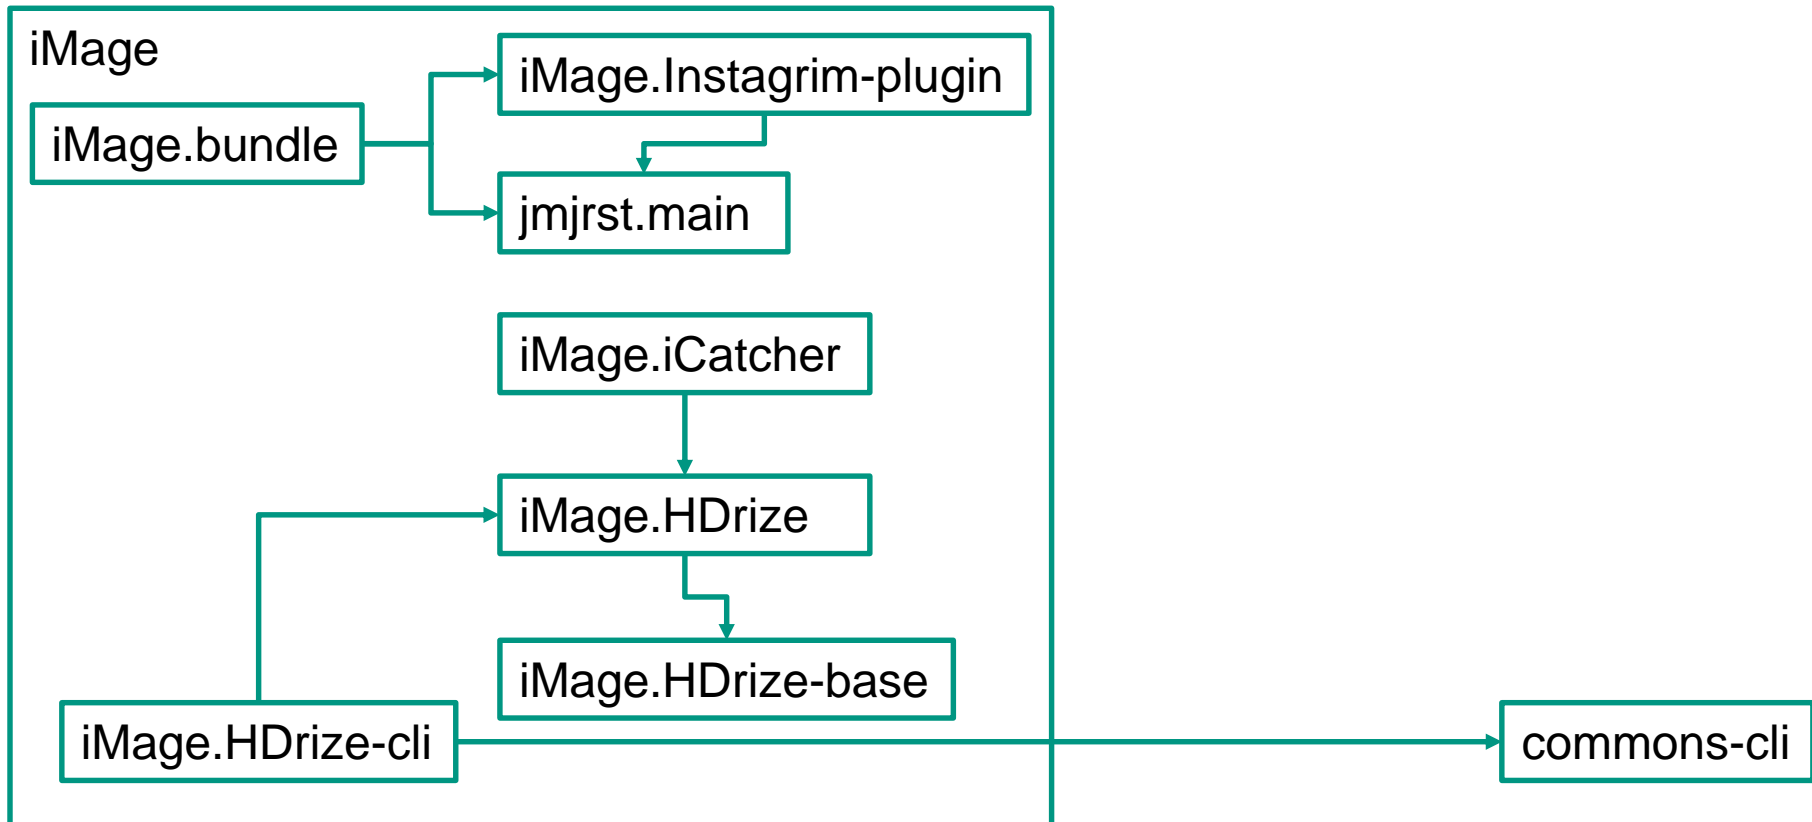 iMage
iMage.Instagrim-plugin
iMage.bundle
jmjrst.main
iMage.iCatcher
iMage.HDrize
iMage.HDrize-base
iMage.HDrize-cli
commons-cli